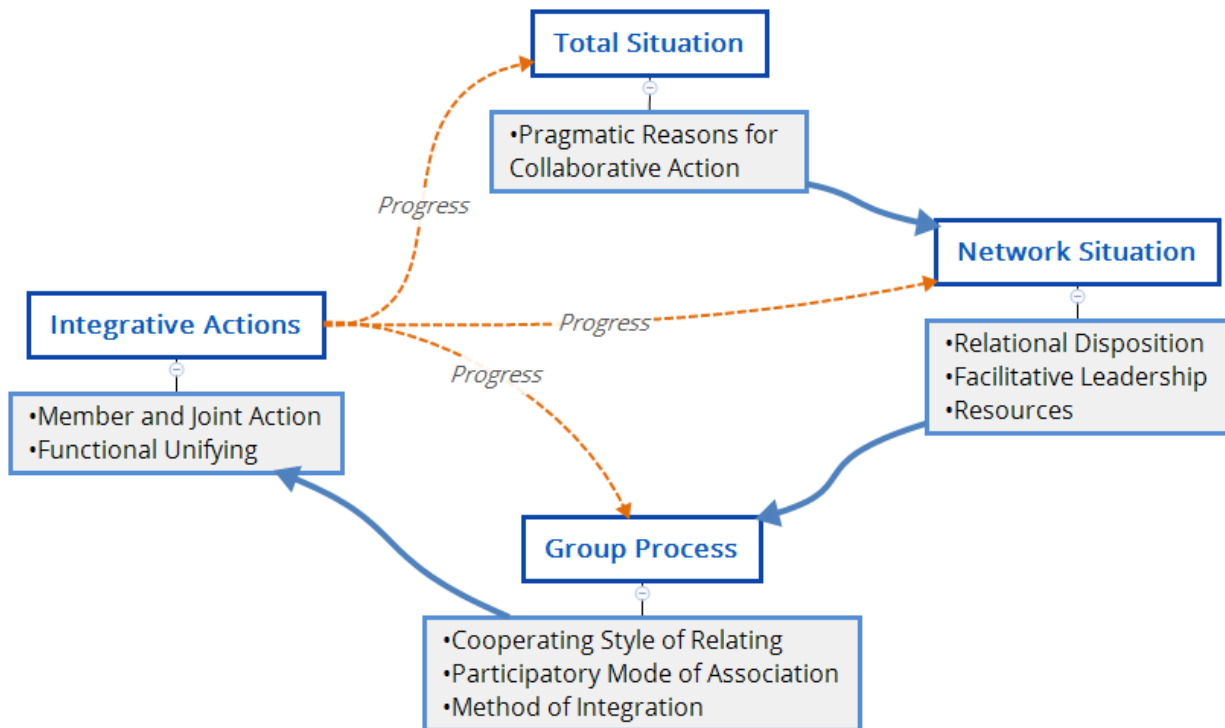 Total Situation
•Pragmatic Reasons for
Collaborative Action
Progress
Network Situation
•Relational Disposition
•Facilitative Leadership
•Resources
Progress
Integrative Actions
•Member and Joint Action
•Functional Unifying
Progress
Group Process
•Cooperating Style of Relating
•Participatory Mode of Association
•Method of Integration